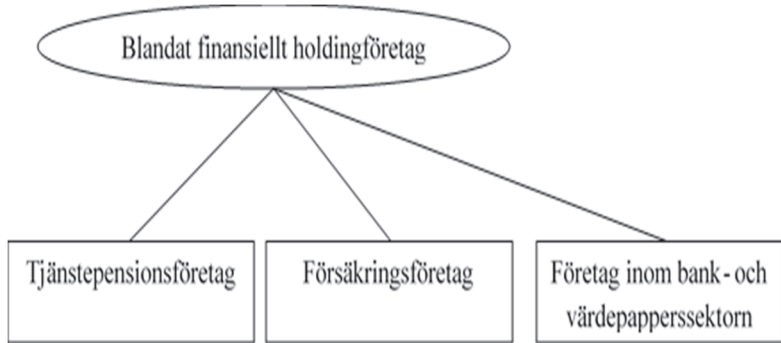 Blandat finansiellt holdingföretag
Tjänstepensionsföretag
Försäkringsföretag
Företag inom bank- och
värdepapperssektorn